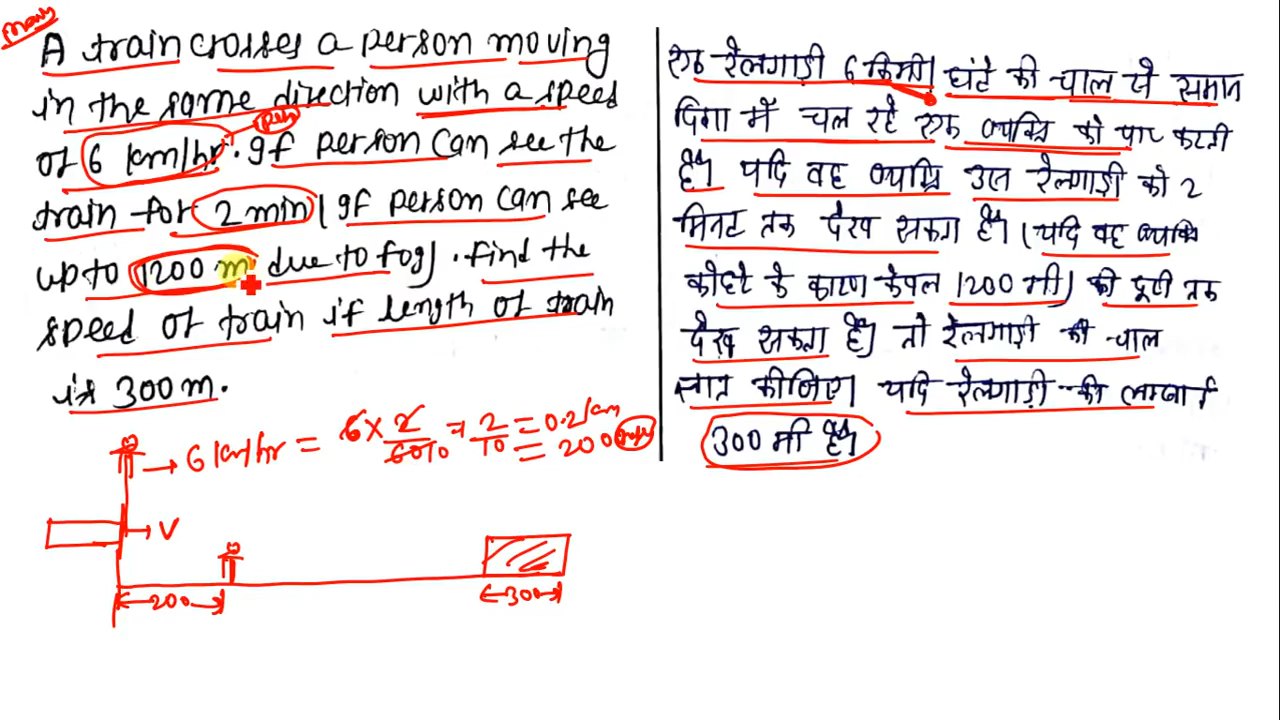 A train crosses a person moving
in the same direction with a speed
of 6 km/hr. If person can see the
train for 2 min (If person can see
up to 1200 m due to fog). find the
speed of train if length of train
is 300 m.
6 km/hr = 6 × 2/6010 = 2/10 = 0.2 km
= 200
V
200
300
एक रेलगाड़ी 6 किमी/ घंटे की चाल से समान
दिशा में चल रहे एक व्यक्ति को पार करती
है। यदि वह व्यक्ति उस रेलगाड़ी को 2
मिनट तक देख सकता है। (यदि वह व्यक्ति
कोहरे के कारण केवल 1200 मी) की दूरी तक
देख सकता है। तो रेलगाड़ी की चाल
ज्ञात कीजिए। यदि रेलगाड़ी की लम्बाई
300 मी है।